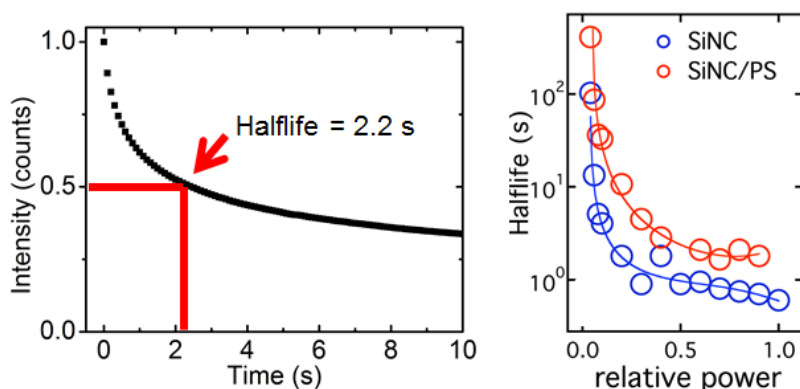 Intensity (counts)
1.0
0.5
0.0
Halflife = 2.2 s
0 2 4 6 8 10
Time (s)
Halflife (s)
10²
10¹
10⁰
SiNC
SiNC/PS
0.0 0.5 1.0
relative power